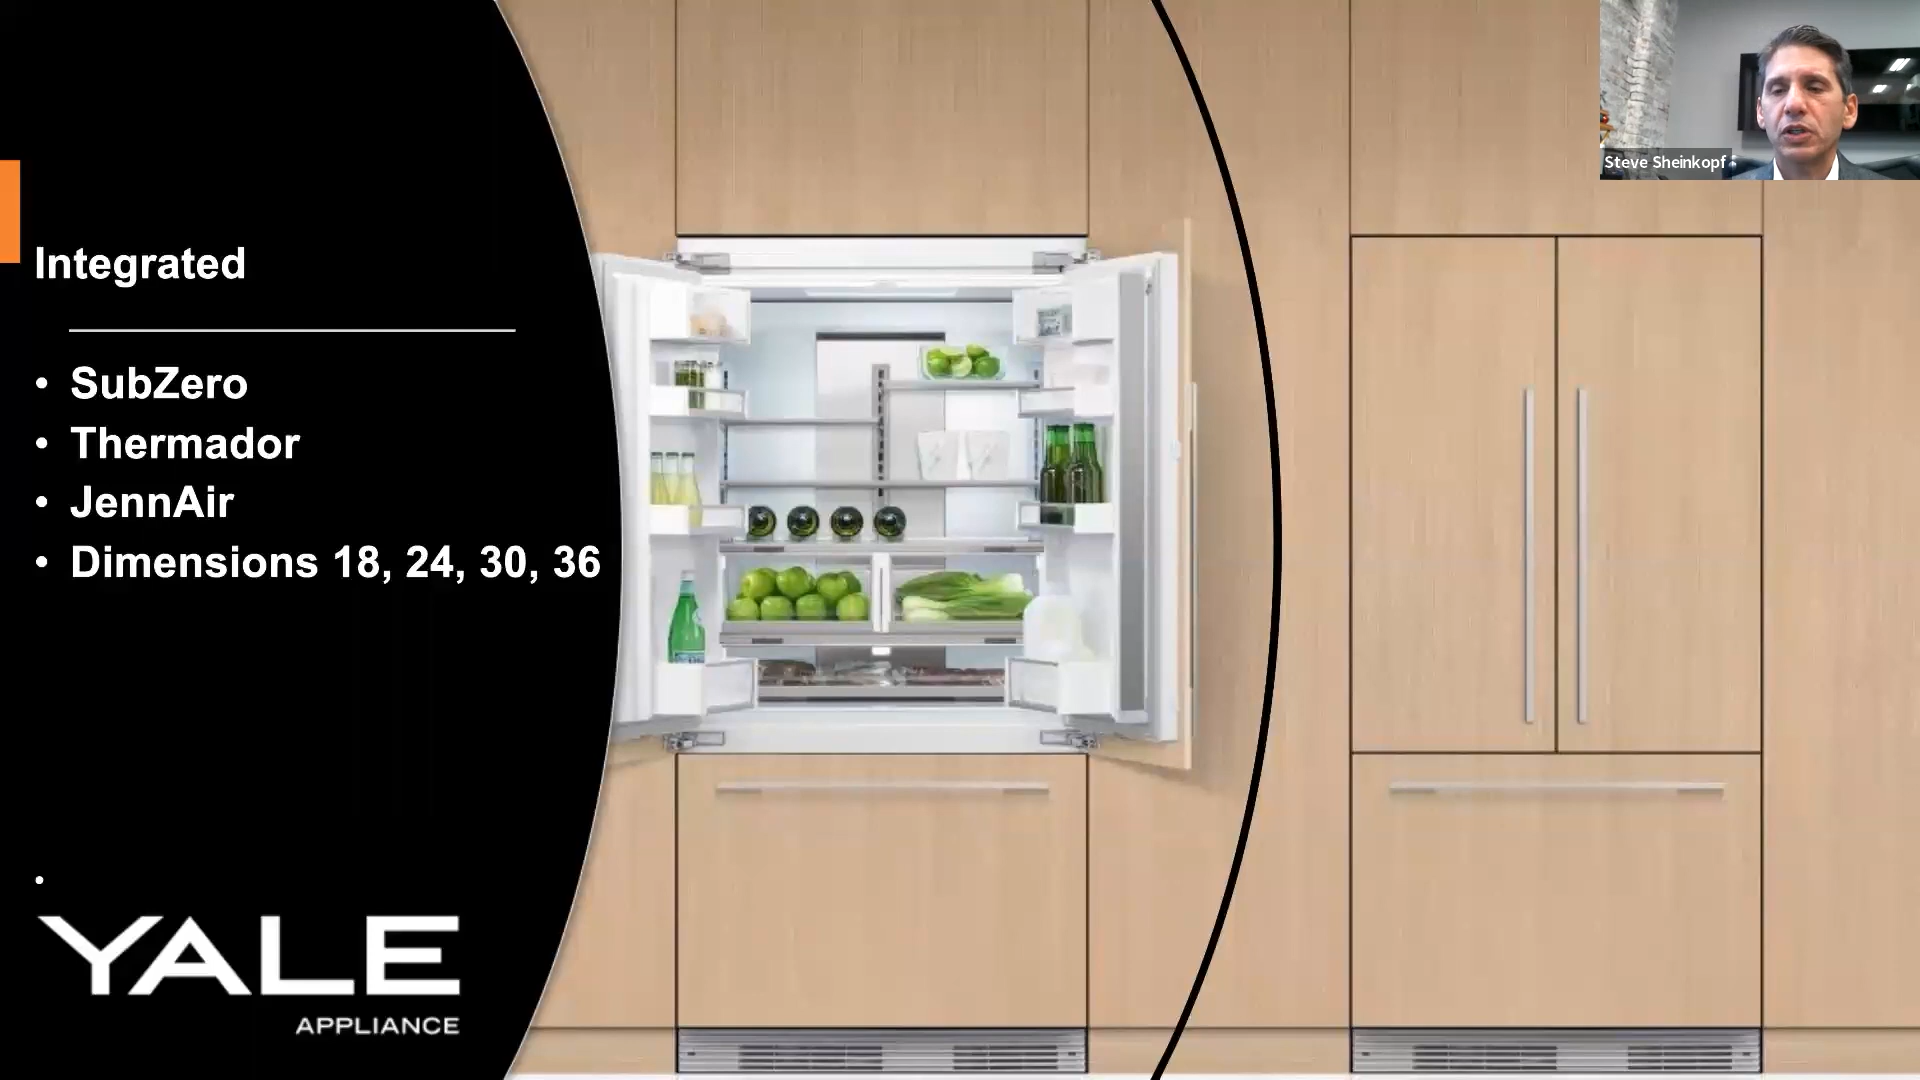 Steve Sheinkopf
Integrated
• SubZero
• Thermador
• JennAir
• Dimensions 18, 24, 30, 36
•
YALE
APPLIANCE